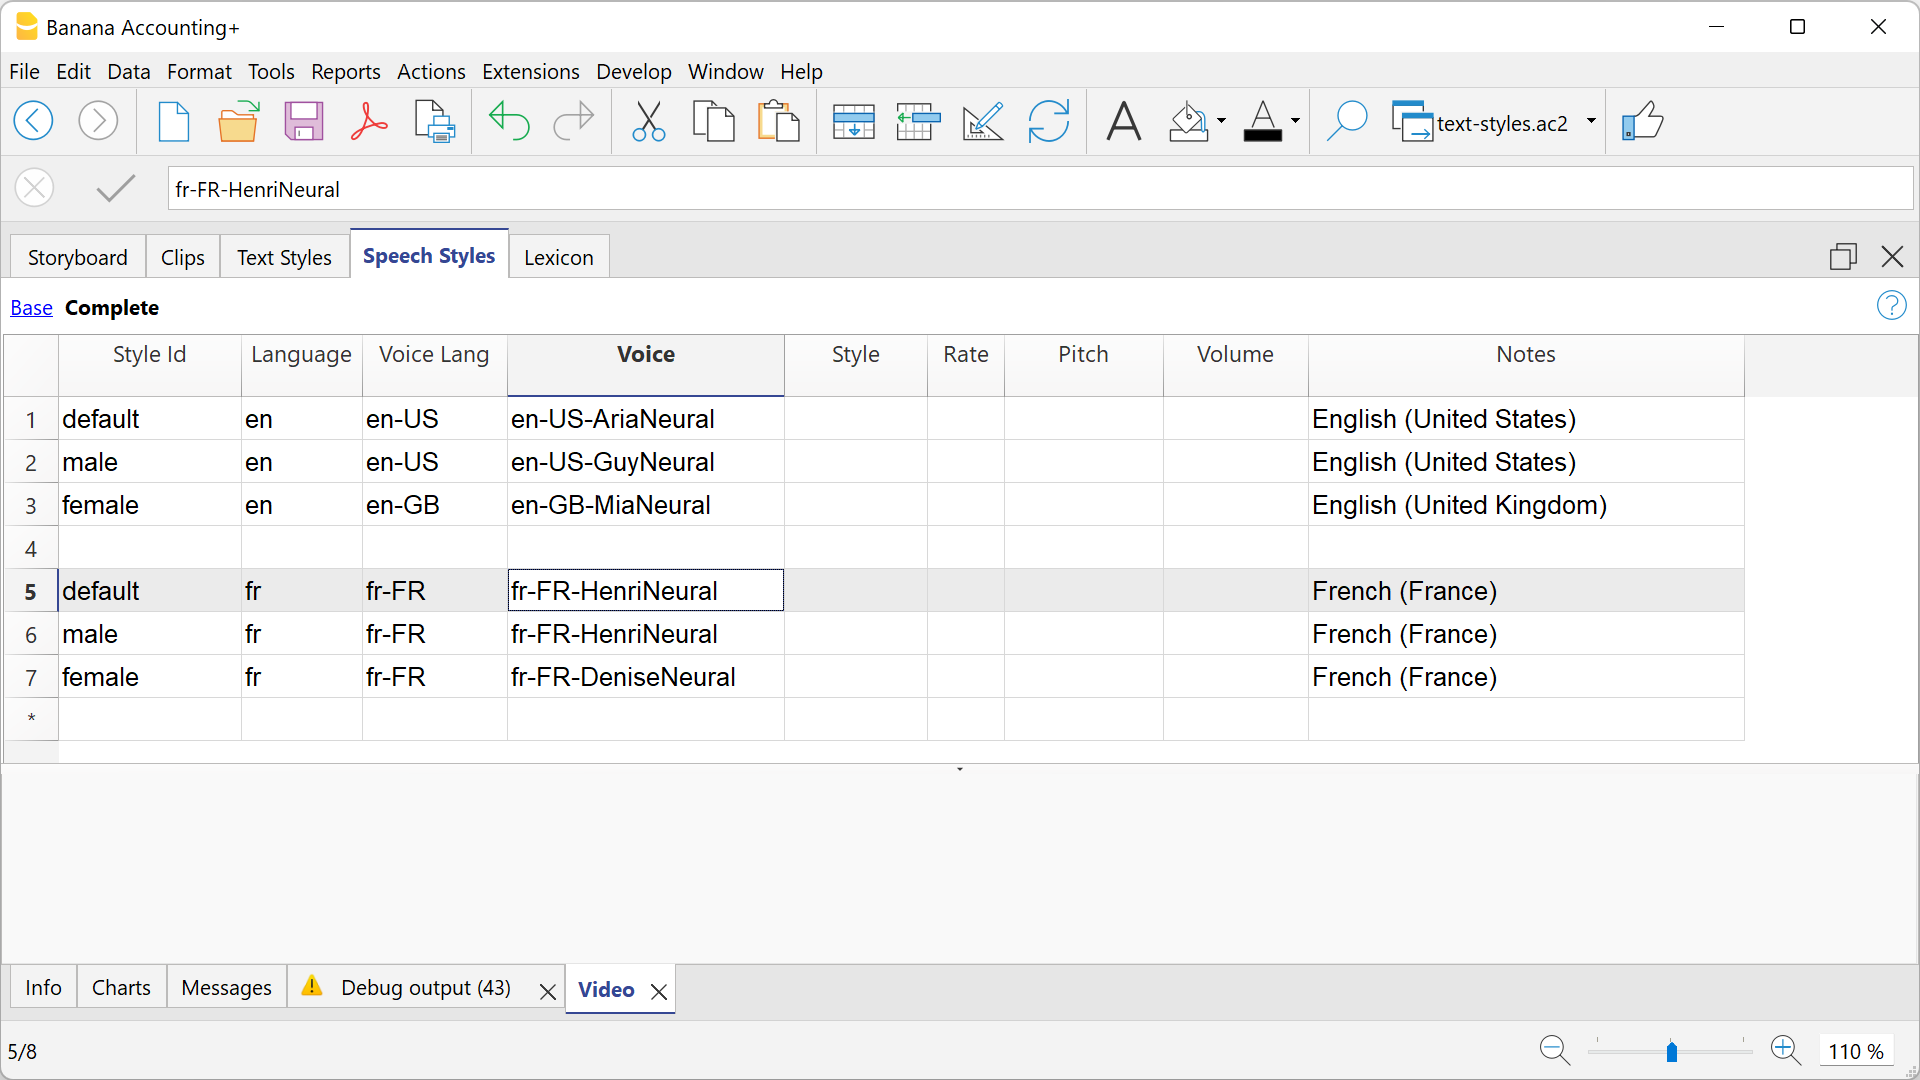 Banana Accounting+
File Edit Data Format Tools Reports Actions Extensions Develop Window Help
text-styles.ac2
fr-FR-HenriNeural
Storyboard Clips Text Styles Speech Styles Lexicon
Base Complete
?
Style Id Language Voice Lang Voice Style Rate Pitch Volume Notes
1 default en en-US en-US-AriaNeural English (United States)
2 male en en-US en-US-GuyNeural English (United States)
3 female en en-GB en-GB-MiaNeural English (United Kingdom)
4
5 default fr fr-FR fr-FR-HenriNeural French (France)
6 male fr fr-FR fr-FR-HenriNeural French (France)
7 female fr fr-FR fr-FR-DeniseNeural French (France)
*
Info Charts Messages Debug output (43) Video
5/8 110 %